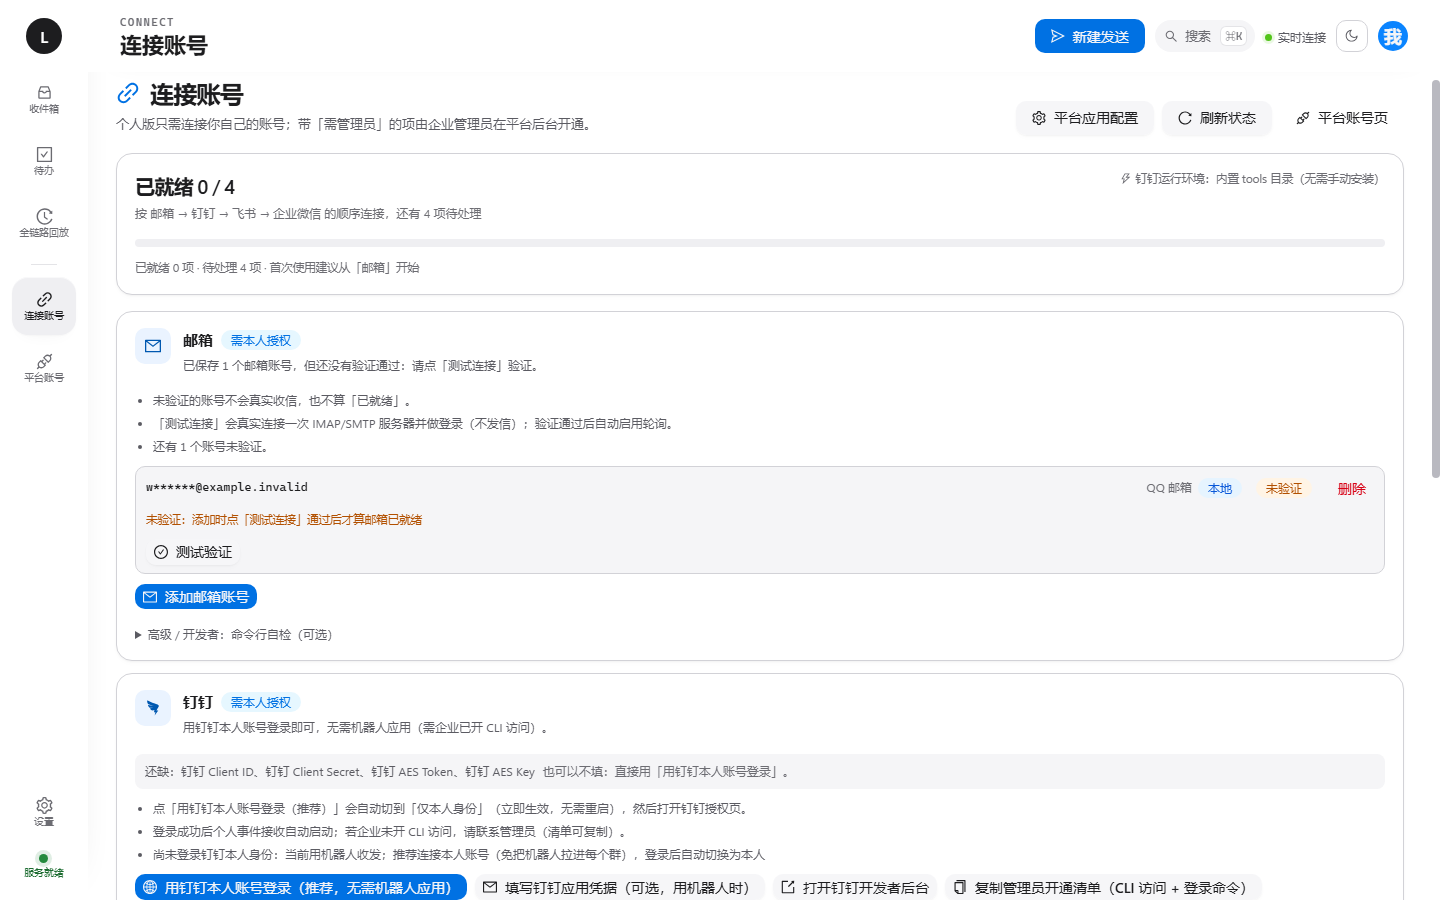 L
CONNECT
连接账号
新建发送
搜索
⌘K
实时连接
我
收件箱
待办
全链路回放
连接账号
平台账号
设置
服务就绪
连接账号
个人版只需连接你自己的账号；带「需管理员」的项由企业管理员在平台后台开通。
平台应用配置
刷新状态
平台账号页
已就绪 0 / 4
钉钉运行环境：内置 tools 目录（无需手动安装）
按 邮箱 → 钉钉 → 飞书 → 企业微信 的顺序连接，还有 4 项待处理
已就绪 0 项 · 待处理 4 项 · 首次使用建议从「邮箱」开始
邮箱 需本人授权
已保存 1 个邮箱账号，但还没有验证通过：请点「测试连接」验证。
• 未验证的账号不会真实收信，也不算「已就绪」。
• 「测试连接」会真实连接一次 IMAP/SMTP 服务器并做登录（不发信）；验证通过后自动启用轮询。
• 还有 1 个账号未验证。
w******@example.invalid
QQ 邮箱 本地 未验证 删除
未验证：添加时点「测试连接」通过后才算邮箱已就绪
测试验证
添加邮箱账号
▶ 高级 / 开发者：命令行自检（可选）
钉钉 需本人授权
用钉钉本人账号登录即可，无需机器人应用（需企业已开 CLI 访问）。
还缺：钉钉 Client ID、钉钉 Client Secret、钉钉 AES Token、钉钉 AES Key 也可以不填：直接用「用钉钉本人账号登录」。
• 点「用钉钉本人账号登录（推荐）」会自动切到「仅本人身份」（立即生效，无需重启），然后打开钉钉授权页。
• 登录成功后个人事件接收自动启动；若企业未开 CLI 访问，请联系管理员（清单可复制）。
• 尚未登录钉钉本人身份：当前用机器人收发；推荐连接本人账号（免把机器人拉进每个群），登录后自动切换为本人
用钉钉本人账号登录（推荐，无需机器人应用）
填写钉钉应用凭据（可选，用机器人时）
打开钉钉开发者后台
复制管理员开通清单（CLI 访问 + 登录命令）